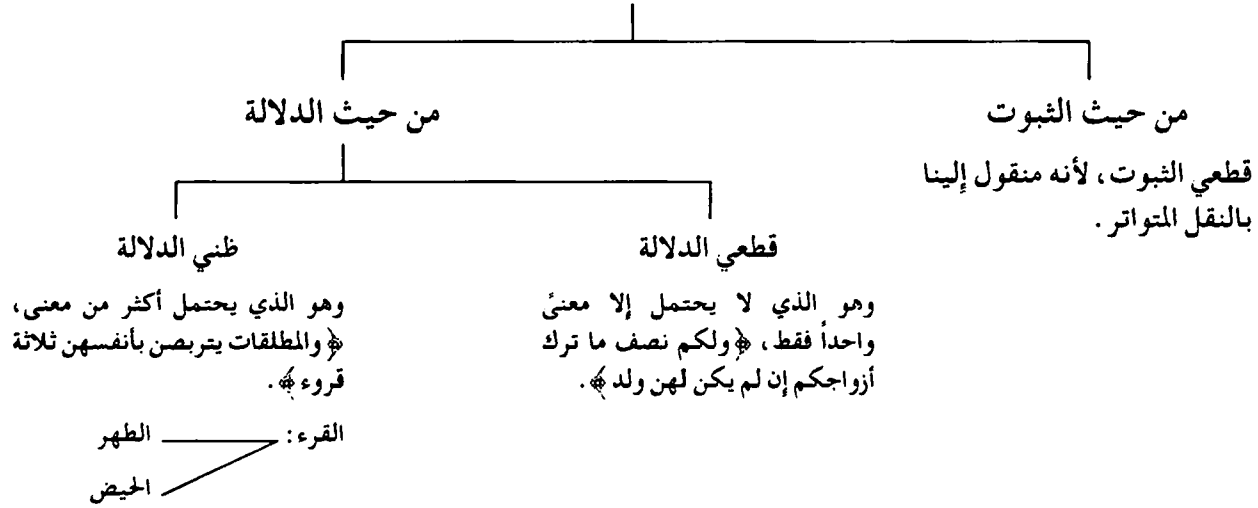 من حيث الثبوت
قطعي الثبوت، لأنه منقول إلينا
بالنقل المتواتر.
من حيث الدلالة
قطعي الدلالة
وهو الذي لا يحتمل إلا معنىً
واحداً فقط، ﴿ولكم نصف ما ترك
أزواجكم إن لم يكن لهن ولد﴾.
ظني الدلالة
وهو الذي يحتمل أكثر من معنى،
﴿والمطلقات يتربصن بأنفسهن ثلاثة
قروء﴾.
القرء: الطهر
الحيض